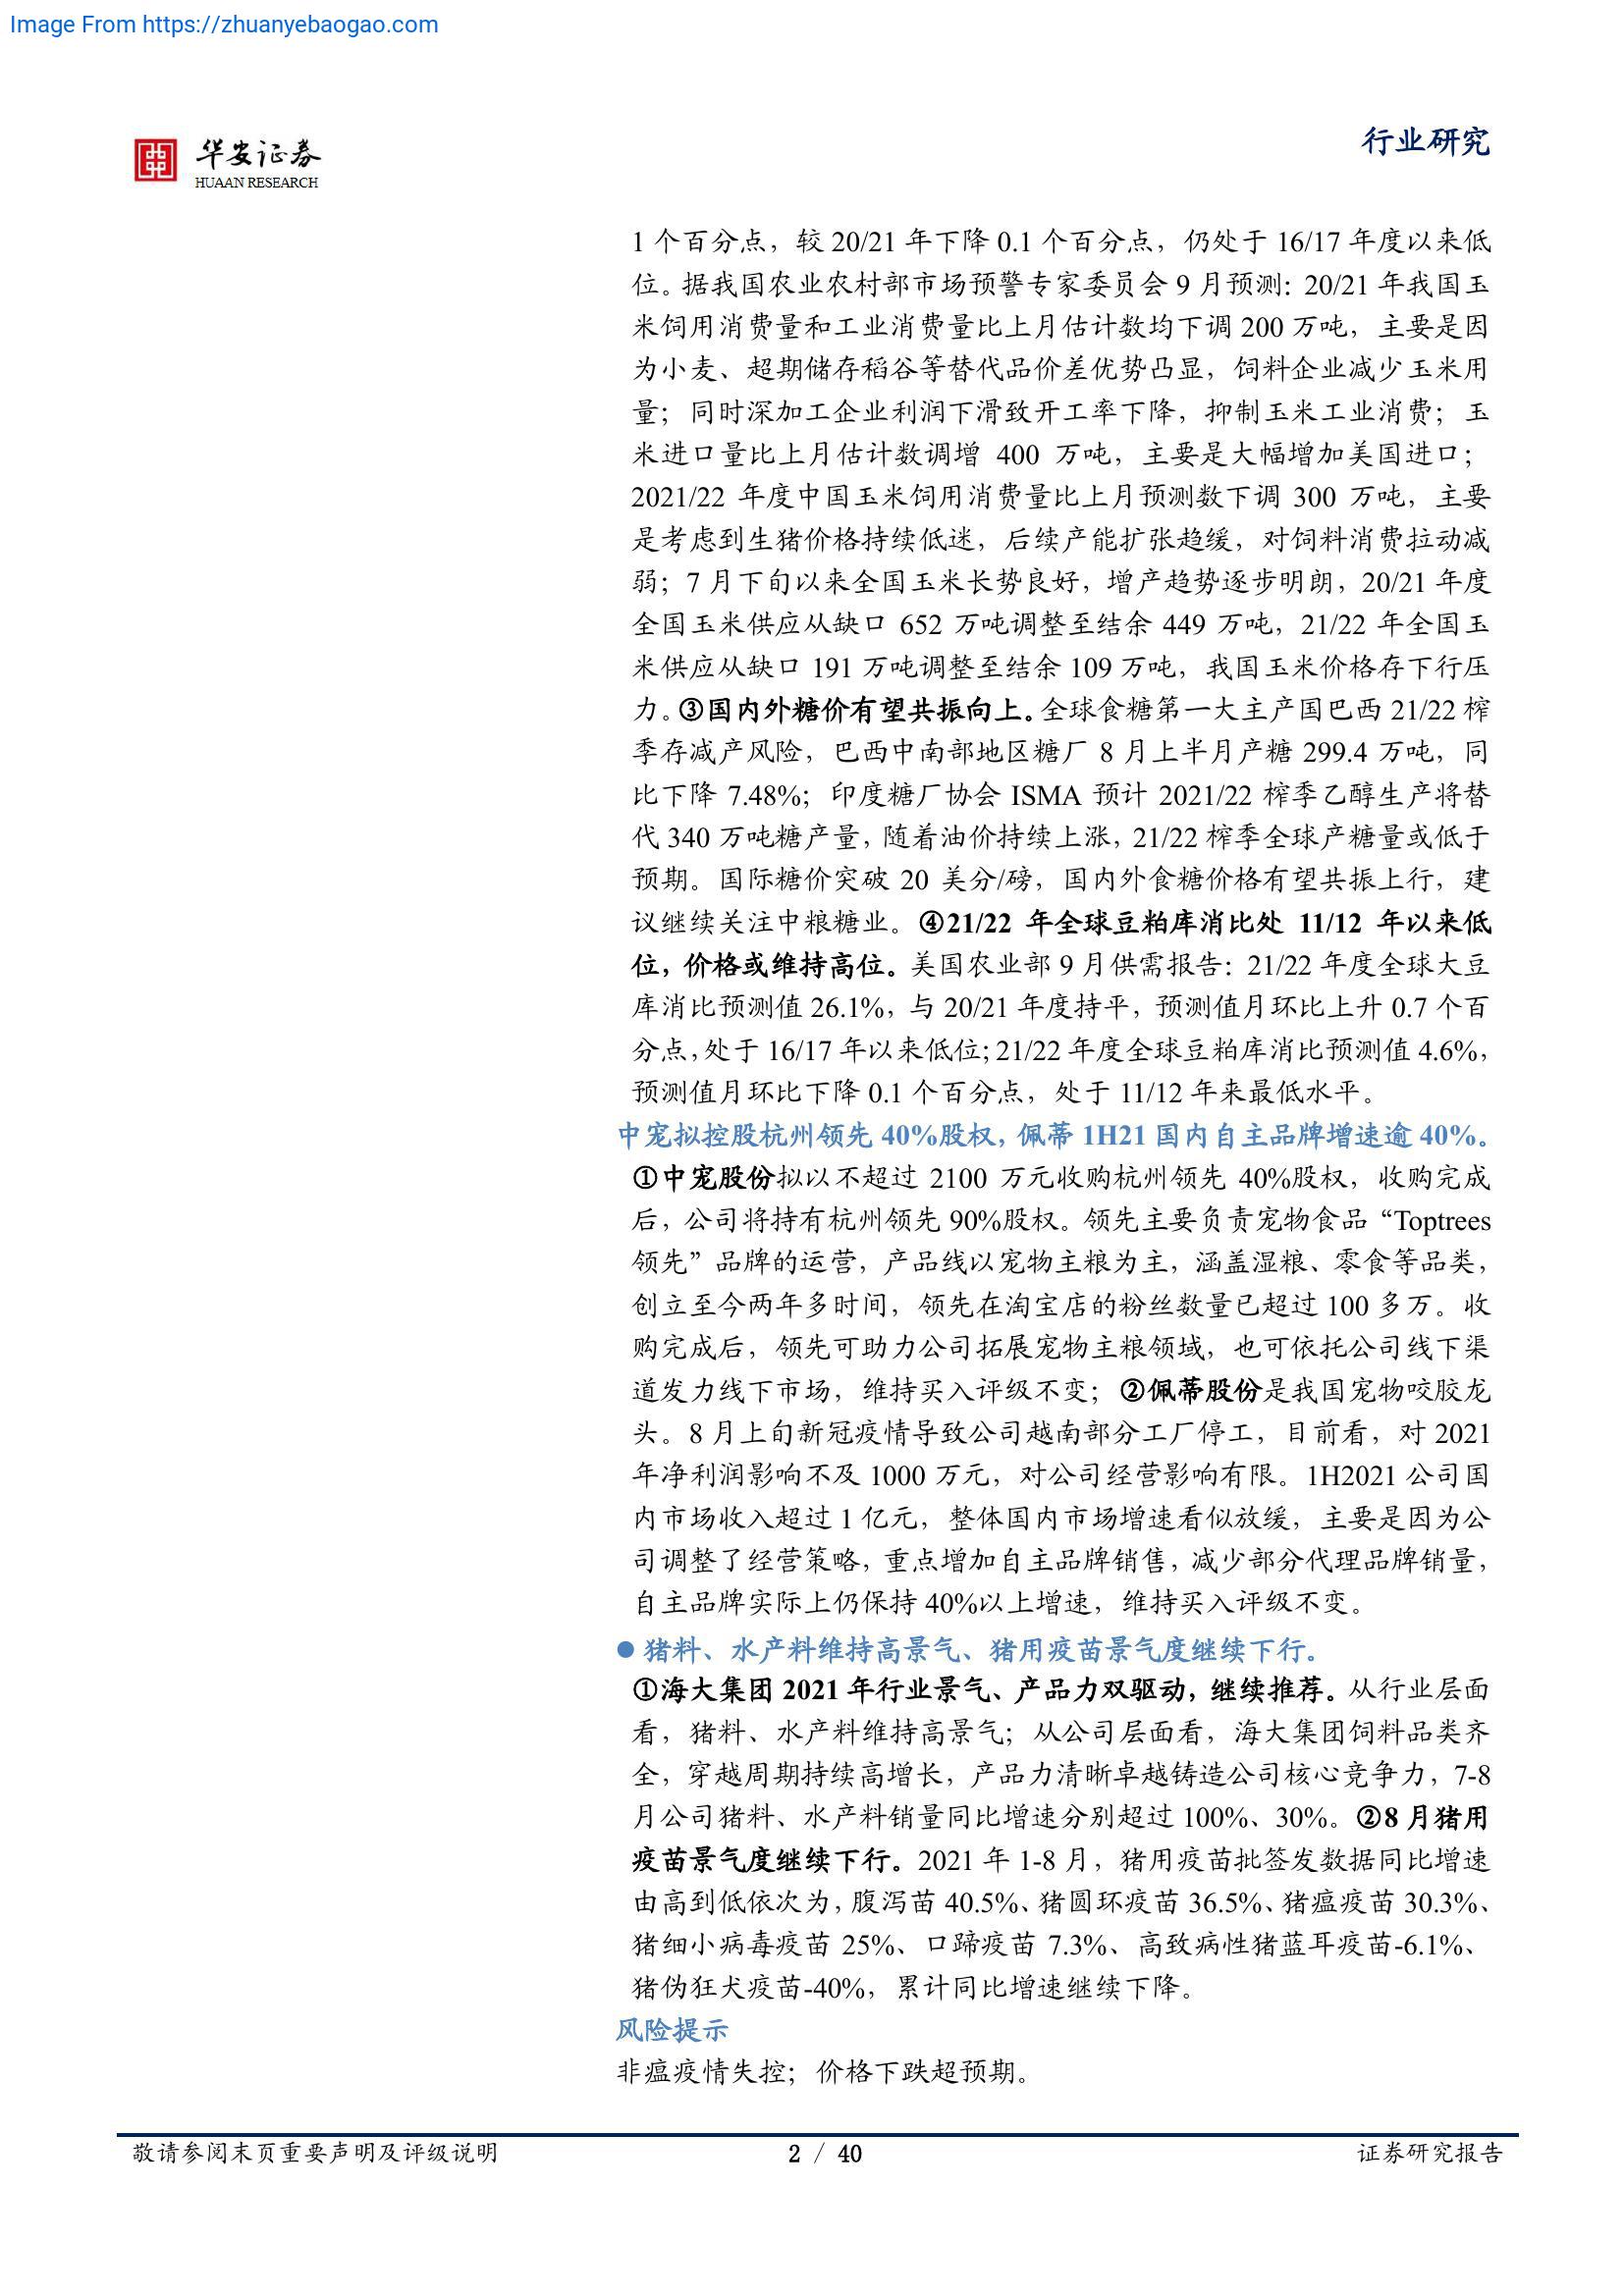 Image From https://zhuanyebaogao.com
华安证券
HUAAN RESEARCH
行业研究
1 个百分点，较 20/21 年下降 0.1 个百分点，仍处于 16/17 年度以来低
位。据我国农业农村部市场预警专家委员会 9 月预测：20/21 年我国玉
米饲用消费量和工业消费量比上月估计数均下调 200 万吨，主要是因
为小麦、超期储存稻谷等替代品价差优势凸显，饲料企业减少玉米用
量；同时深加工企业利润下滑致开工率下降，抑制玉米工业消费；玉
米进口量比上月估计数调增 400 万吨，主要是大幅增加美国进口；
2021/22 年度中国玉米饲用消费量比上月预测数下调 300 万吨，主要
是考虑到生猪价格持续低迷，后续产能扩张趋缓，对饲料消费拉动减
弱；7 月下旬以来全国玉米长势良好，增产趋势逐步明朗，20/21 年度
全国玉米供应从缺口 652 万吨调整至结余 449 万吨，21/22 年全国玉
米供应从缺口 191 万吨调整至结余 109 万吨，我国玉米价格存下行压
力。③国内外糖价有望共振向上。全球食糖第一大主产国巴西 21/22 榨
季存减产风险，巴西中南部地区糖厂 8 月上半月产糖 299.4 万吨，同
比下降 7.48%；印度糖厂协会 ISMA 预计 2021/22 榨季乙醇生产将替
代 340 万吨糖产量，随着油价持续上涨，21/22 榨季全球产糖量或低于
预期。国际糖价突破 20 美分/磅，国内外食糖价格有望共振上行，建
议继续关注中粮糖业。④21/22 年全球豆粕库消比处 11/12 年以来低
位，价格或维持高位。美国农业部 9 月供需报告：21/22 年度全球大豆
库消比预测值 26.1%，与 20/21 年度持平，预测值月环比上升 0.7 个百
分点，处于 16/17 年以来低位；21/22 年度全球豆粕库消比预测值 4.6%，
预测值月环比下降 0.1 个百分点，处于 11/12 年来最低水平。
中宠拟控股杭州领先 40%股权，佩蒂 1H21 国内自主品牌增速逾 40%。
①中宠股份拟以不超过 2100 万元收购杭州领先 40%股权，收购完成
后，公司将持有杭州领先 90%股权。领先主要负责宠物食品“Toptrees
领先”品牌的运营，产品线以宠物主粮为主，涵盖湿粮、零食等品类，
创立至今两年多时间，领先在淘宝店的粉丝数量已超过 100 多万。收
购完成后，领先可助力公司拓展宠物主粮领域，也可依托公司线下渠
道发力线下市场，维持买入评级不变；②佩蒂股份是我国宠物咬胶龙
头。8 月上旬新冠疫情导致公司越南部分工厂停工，目前看，对 2021
年净利润影响不及 1000 万元，对公司经营影响有限。1H2021 公司国
内市场收入超过 1 亿元，整体国内市场增速看似放缓，主要是因为公
司调整了经营策略，重点增加自主品牌销售，减少部分代理品牌销量，
自主品牌实际上仍保持 40%以上增速，维持买入评级不变。
● 猪料、水产料维持高景气、猪用疫苗景气度继续下行。
①海大集团 2021 年行业景气、产品力双驱动，继续推荐。从行业层面
看，猪料、水产料维持高景气；从公司层面看，海大集团饲料品类齐
全，穿越周期持续高增长，产品力清晰卓越铸造公司核心竞争力，7-8
月公司猪料、水产料销量同比增速分别超过 100%、30%。②8 月猪用
疫苗景气度继续下行。2021 年 1-8 月，猪用疫苗批签发数据同比增速
由高到低依次为，腹泻苗 40.5%、猪圆环疫苗 36.5%、猪瘟疫苗 30.3%、
猪细小病毒疫苗 25%、口蹄疫苗 7.3%、高致病性猪蓝耳疫苗-6.1%、
猪伪狂犬疫苗-40%，累计同比增速继续下降。
风险提示
非瘟疫情失控；价格下跌超预期。
敬请参阅末页重要声明及评级说明
2 / 40
证券研究报告